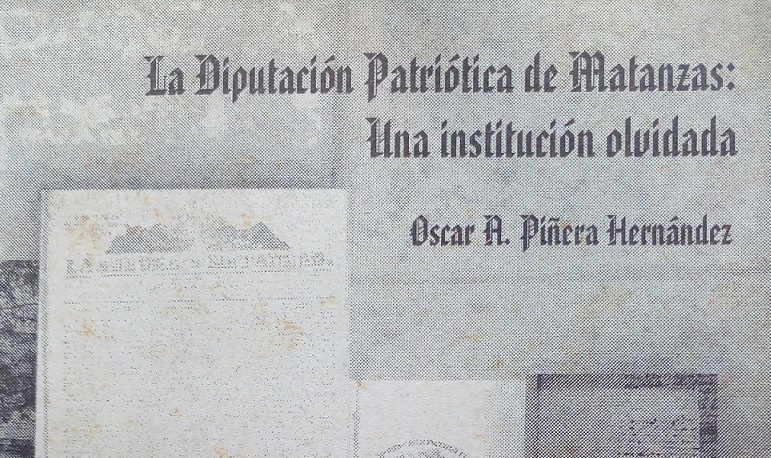 La Diputación Patriótica de Matanzas:
Una institución olvidada
Oscar A. Piñera Hernández